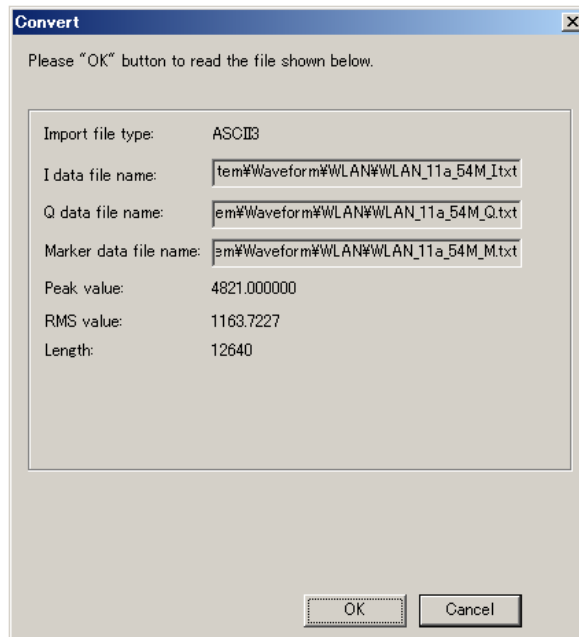 Convert
Please "OK" button to read the file shown below.
Import file type: ASCII3
I data file name: tem¥Waveform¥WLAN¥WLAN_11a_54M_I.txt
Q data file name: em¥Waveform¥WLAN¥WLAN_11a_54M_Q.txt
Marker data file name: em¥Waveform¥WLAN¥WLAN_11a_54M_M.txt
Peak value: 4821.000000
RMS value: 1163.7227
Length: 12640
OK Cancel